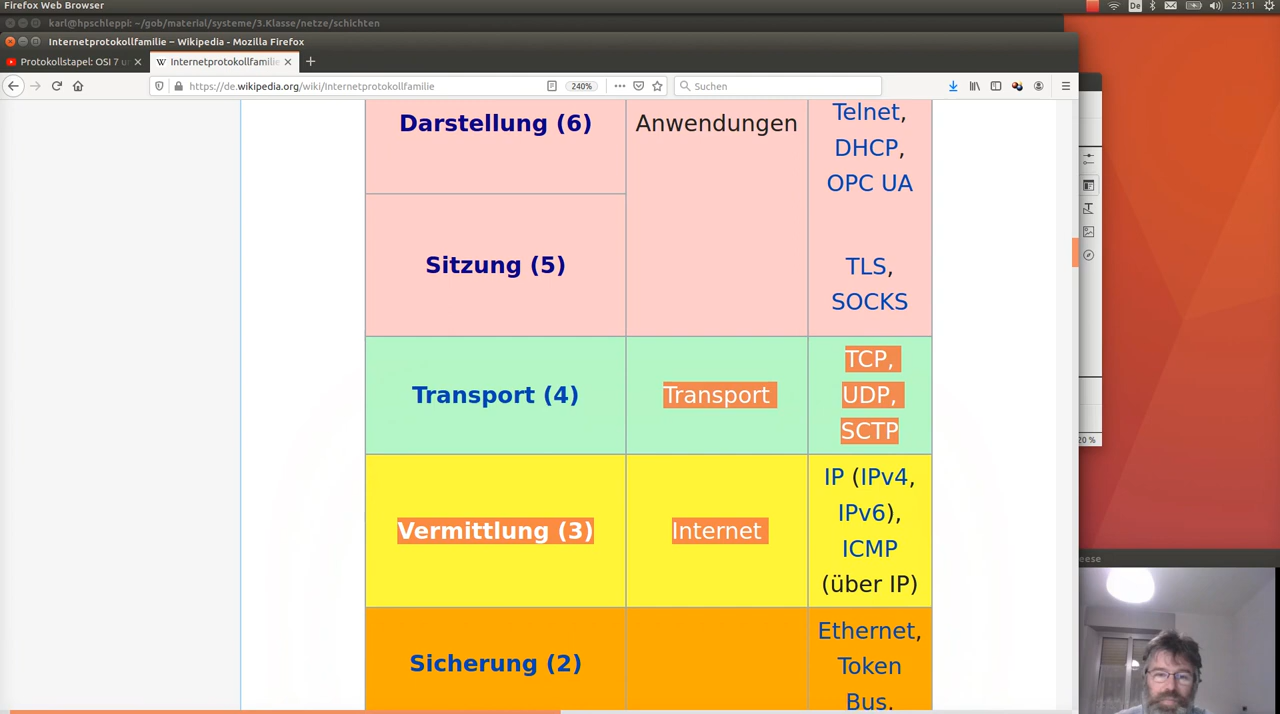 Firefox Web Browser
De
23:11
karl@hpschleppi: ~/gob/material/systeme/3.Klasse/netze/schichten
Internetprotokollfamilie – Wikipedia - Mozilla Firefox
Protokollstapel: OSI 7 u
Internetprotokollfamilie
https://de.wikipedia.org/wiki/Internetprotokollfamilie
240%
Suchen
Darstellung (6)
Anwendungen
Telnet,
DHCP,
OPC UA
Sitzung (5)
TLS,
SOCKS
Transport (4)
Transport
TCP,
UDP,
SCTP
Vermittlung (3)
Internet
IP (IPv4,
IPv6),
ICMP
(über IP)
Sicherung (2)
Ethernet,
Token
Bus,
20 %
eese